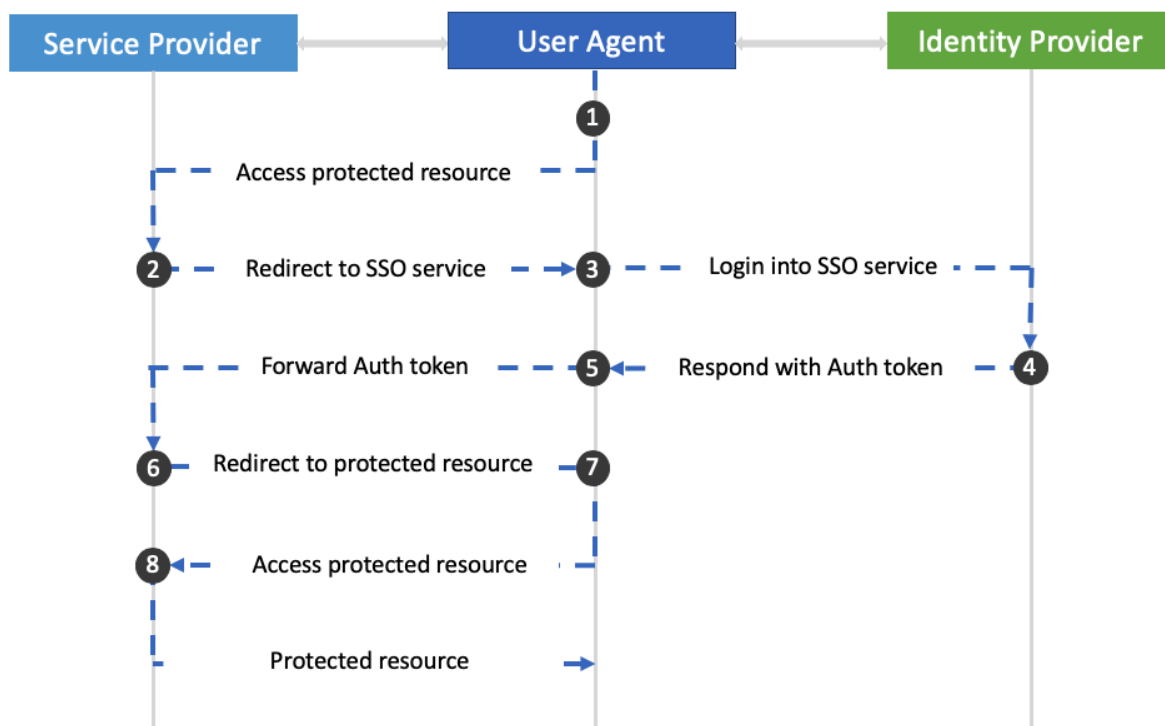 Service Provider
User Agent
Identity Provider
1
Access protected resource
2
Redirect to SSO service
3
Login into SSO service
Forward Auth token
5
Respond with Auth token
4
6
Redirect to protected resource
7
8
Access protected resource
Protected resource